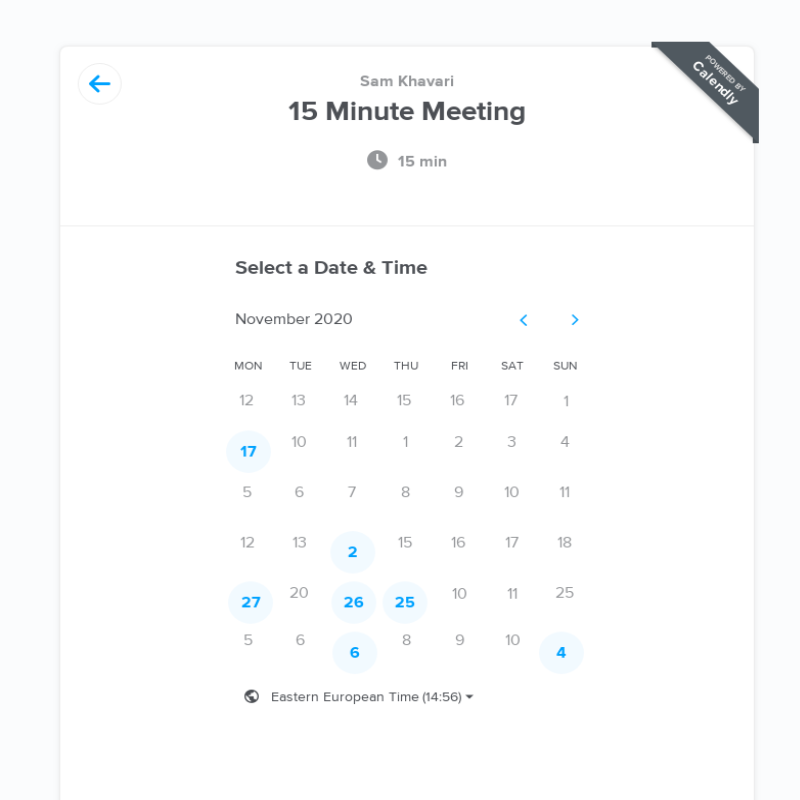 POWERED BY
Calendly
Sam Khavari
15 Minute Meeting
15 min
Select a Date & Time
November 2020
MON TUE WED THU FRI SAT SUN
12 13 14 15 16 17 1
17 10 11 1 2 3 4
5 6 7 8 9 10 11
12 13 2 15 16 17 18
27 20 26 25 10 11 25
5 6 6 8 9 10 4
Eastern European Time (14:56)